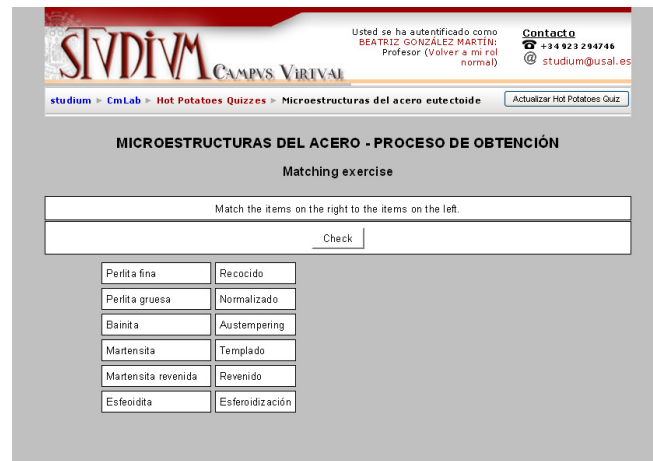 STVDIVM
CAMPVS VIRTVAL
Usted se ha autentificado como
BEATRIZ GONZÁLEZ MARTÍN:
Profesor (Volver a mi rol
normal)
Contacto
☎ +34 923 294746
@ studium@usal.es
studium ► CmLab ► Hot Potatoes Quizzes ► Microestructuras del acero eutectoide
Actualizar Hot Potatoes Quiz
MICROESTRUCTURAS DEL ACERO - PROCESO DE OBTENCIÓN
Matching exercise
Match the items on the right to the items on the left.
Check
Perlita fina Recocido
Perlita gruesa Normalizado
Bainita Austempering
Martensita Templado
Martensita revenida Revenido
Esfeoidita Esferoidización